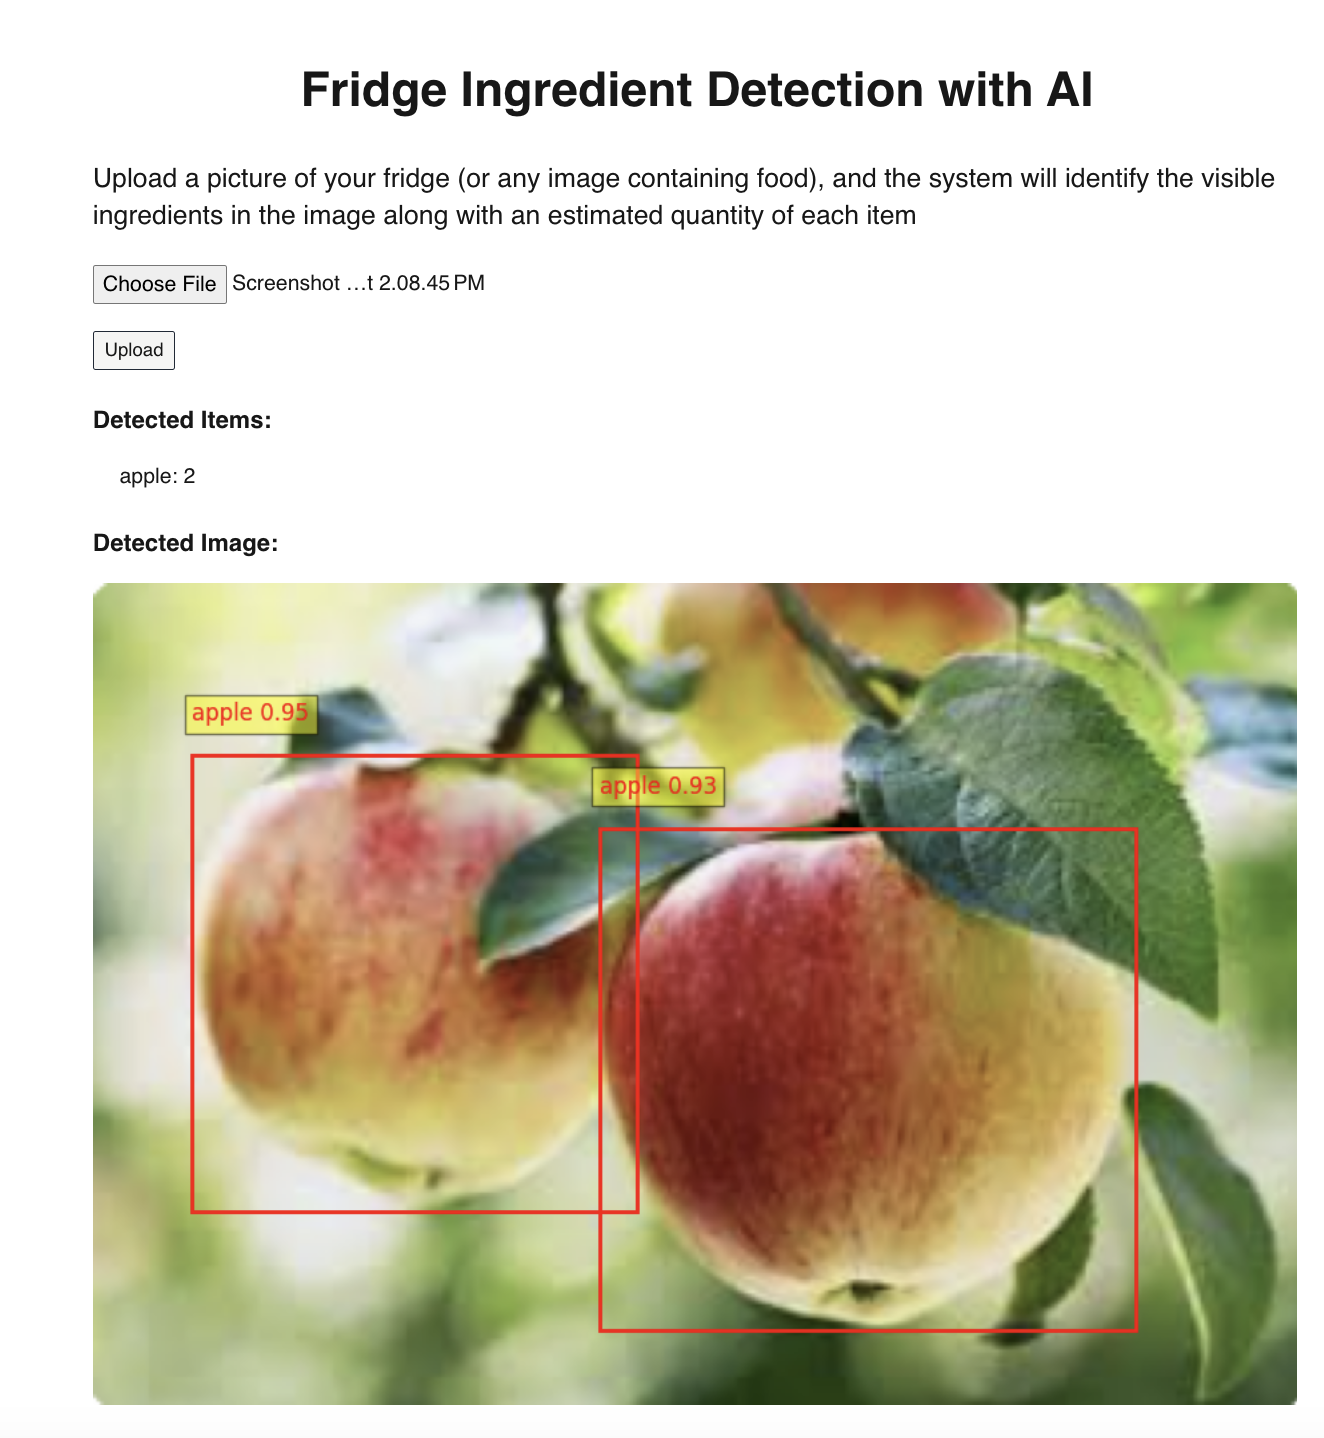 Fridge Ingredient Detection with AI
Upload a picture of your fridge (or any image containing food), and the system will identify the visible
ingredients in the image along with an estimated quantity of each item
Choose File Screenshot …t 2.08.45 PM
Upload
Detected Items:
apple: 2
Detected Image:
apple 0.95
apple 0.93